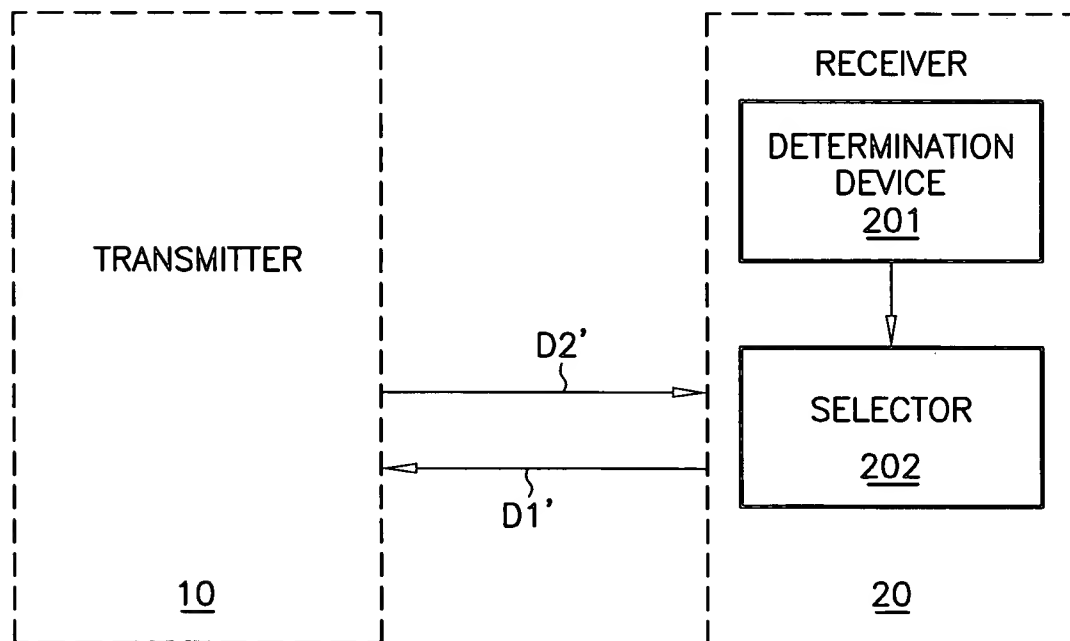 RECEIVER
DETERMINATION
DEVICE
201
TRANSMITTER
D2'
SELECTOR
202
D1'
10
20